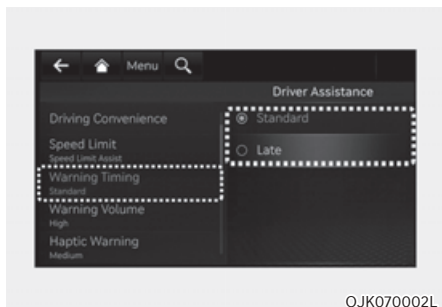 Menu
Driver Assistance
Driving Convenience
Speed Limit
Speed Limit Assist
Warning Timing
Standard
Warning Volume
High
Haptic Warning
Medium
Standard
Late
OJK070002L